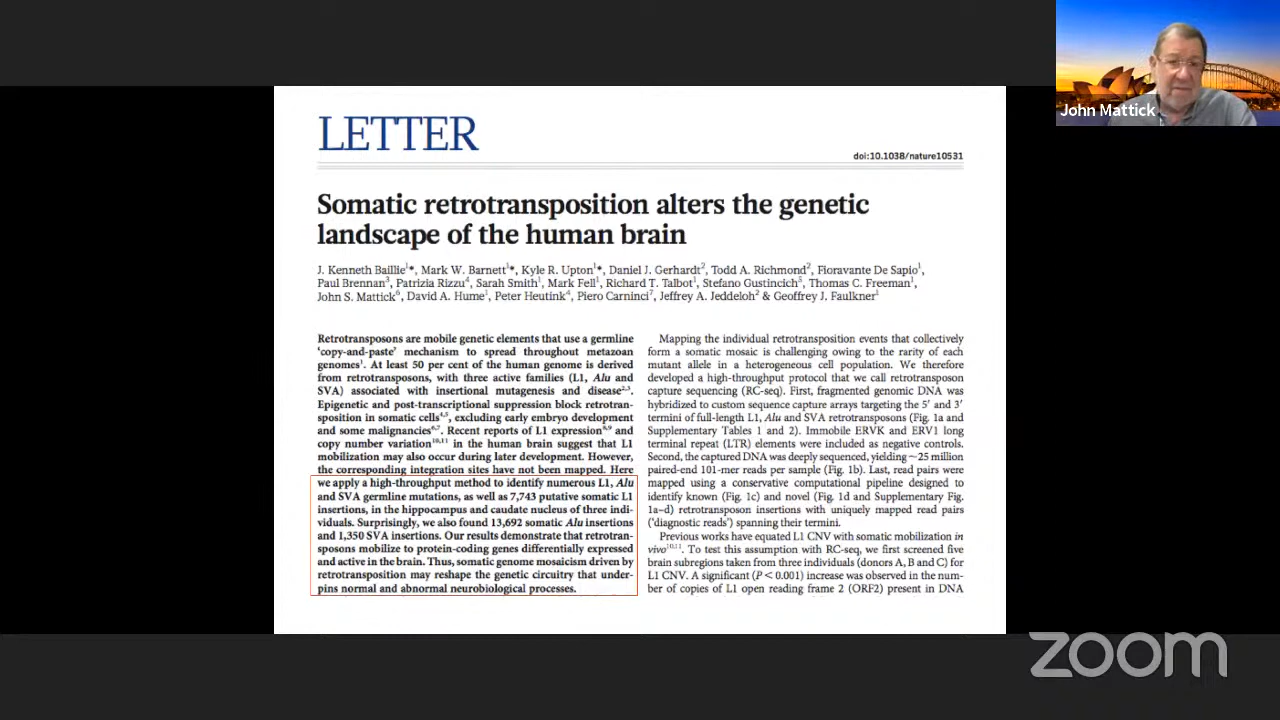 John Mattick
LETTER
doi:10.1038/nature10531
Somatic retrotransposition alters the genetic
landscape of the human brain
J. Kenneth Baillie¹*, Mark W. Barnett¹*, Kyle R. Upton¹*, Daniel J. Gerhardt², Todd A. Richmond², Fioravante De Sapio¹,
Paul Brennan³, Patrizia Rizzu⁴, Sarah Smith¹, Mark Fell¹, Richard T. Talbot¹, Stefano Gustincich⁵, Thomas C. Freeman¹,
John S. Mattick⁶, David A. Hume¹, Peter Heutink⁴, Piero Carninci⁷, Jeffrey A. Jeddeloh² & Geoffrey J. Faulkner¹
Retrotransposons are mobile genetic elements that use a germline
‘copy-and-paste’ mechanism to spread throughout metazoan
genomes¹. At least 50 per cent of the human genome is derived
from retrotransposons, with three active families (L1, Alu and
SVA) associated with insertional mutagenesis and disease²,³.
Epigenetic and post-transcriptional suppression block retrotran-
sposition in somatic cells⁴,⁵, excluding early embryo development
and some malignancies⁶,⁷. Recent reports of L1 expression⁸,⁹ and
copy number variation¹⁰,¹¹ in the human brain suggest that L1
mobilization may also occur during later development. However,
the corresponding integration sites have not been mapped. Here
we apply a high-throughput method to identify numerous L1, Alu
and SVA germline mutations, as well as 7,743 putative somatic L1
insertions, in the hippocampus and caudate nucleus of three indi-
viduals. Surprisingly, we also found 13,692 somatic Alu insertions
and 1,350 SVA insertions. Our results demonstrate that retrotran-
sposons mobilize to protein-coding genes differentially expressed
and active in the brain. Thus, somatic genome mosaicism driven by
retrotransposition may reshape the genetic circuitry that under-
pins normal and abnormal neurobiological processes.
Mapping the individual retrotransposition events that collectively
form a somatic mosaic is challenging owing to the rarity of each
mutant allele in a heterogeneous cell population. We therefore
developed a high-throughput protocol that we call retrotransposon
capture sequencing (RC-seq). First, fragmented genomic DNA was
hybridized to custom sequence capture arrays targeting the 5′ and 3′
termini of full-length L1, Alu and SVA retrotransposons (Fig. 1a and
Supplementary Tables 1 and 2). Immobile ERVK and ERV1 long
terminal repeat (LTR) elements were included as negative controls.
Second, the captured DNA was deeply sequenced, yielding ~25 million
paired-end 101-mer reads per sample (Fig. 1b). Last, read pairs were
mapped using a conservative computational pipeline designed to
identify known (Fig. 1c) and novel (Fig. 1d and Supplementary Fig.
1a–d) retrotransposon insertions with uniquely mapped read pairs
(‘diagnostic reads’) spanning their termini.
Previous works have equated L1 CNV with somatic mobilization in
vivo¹⁰,¹¹. To test this assumption with RC-seq, we first screened five
brain subregions taken from three individuals (donors A, B and C) for
L1 CNV. A significant (P < 0.001) increase was observed in the num-
ber of copies of L1 open reading frame 2 (ORF2) present in DNA
zoom